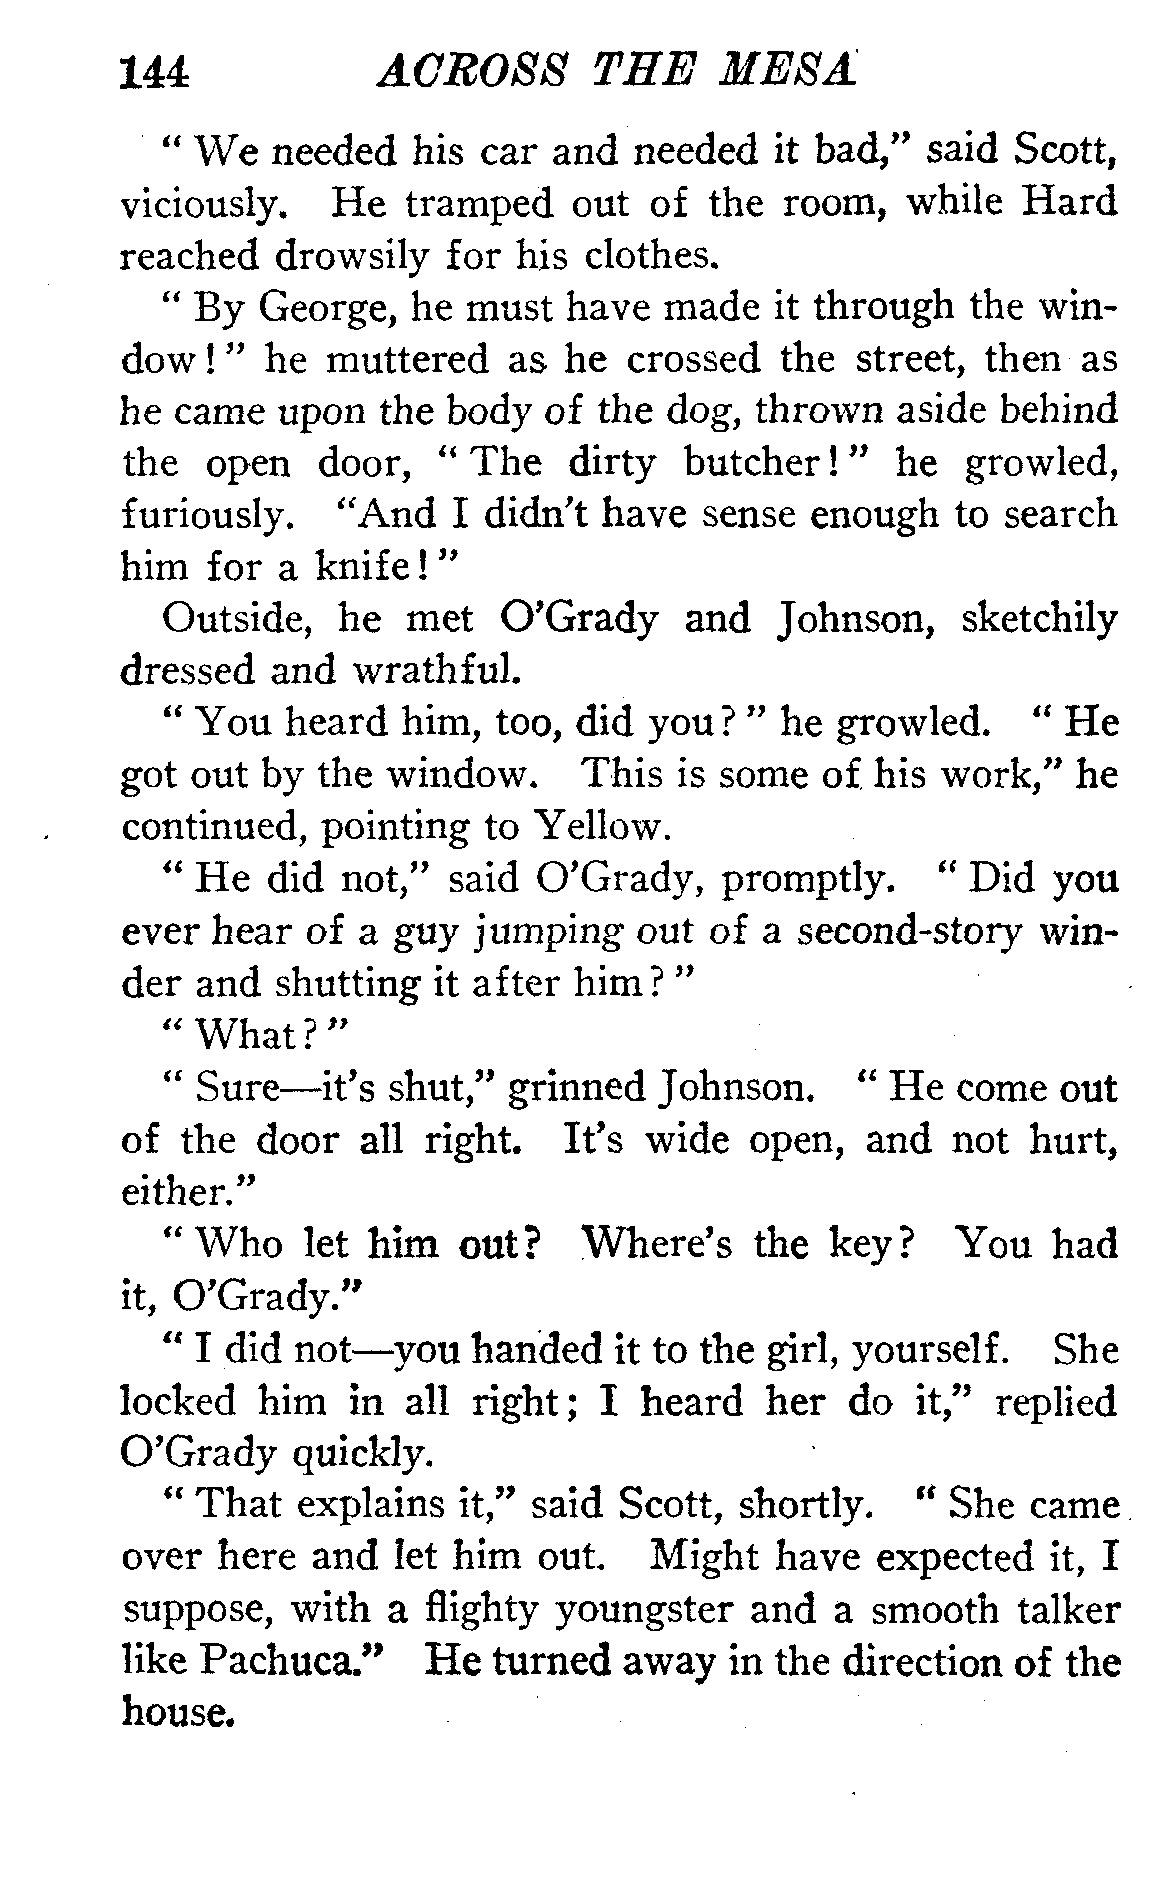 144 ACROSS THE MESA
“ We needed his car and needed it bad,” said Scott,
viciously. He tramped out of the room, while Hard
reached drowsily for his clothes.
“ By George, he must have made it through the win-
dow ! ” he muttered as he crossed the street, then as
he came upon the body of the dog, thrown aside behind
the open door, “ The dirty butcher ! ” he growled,
furiously. “And I didn’t have sense enough to search
him for a knife ! ”
Outside, he met O’Grady and Johnson, sketchily
dressed and wrathful.
“ You heard him, too, did you ? ” he growled. “ He
got out by the window. This is some of his work,” he
continued, pointing to Yellow.
“ He did not,” said O’Grady, promptly. “ Did you
ever hear of a guy jumping out of a second-story win-
der and shutting it after him ? ”
“ What ? ”
“ Sure—it’s shut,” grinned Johnson. “ He come out
of the door all right. It’s wide open, and not hurt,
either.”
“ Who let him out? Where’s the key? You had
it, O’Grady.”
“ I did not—you handed it to the girl, yourself. She
locked him in all right ; I heard her do it,” replied
O’Grady quickly.
“ That explains it,” said Scott, shortly. “ She came
over here and let him out. Might have expected it, I
suppose, with a flighty youngster and a smooth talker
like Pachuca.” He turned away in the direction of the
house.